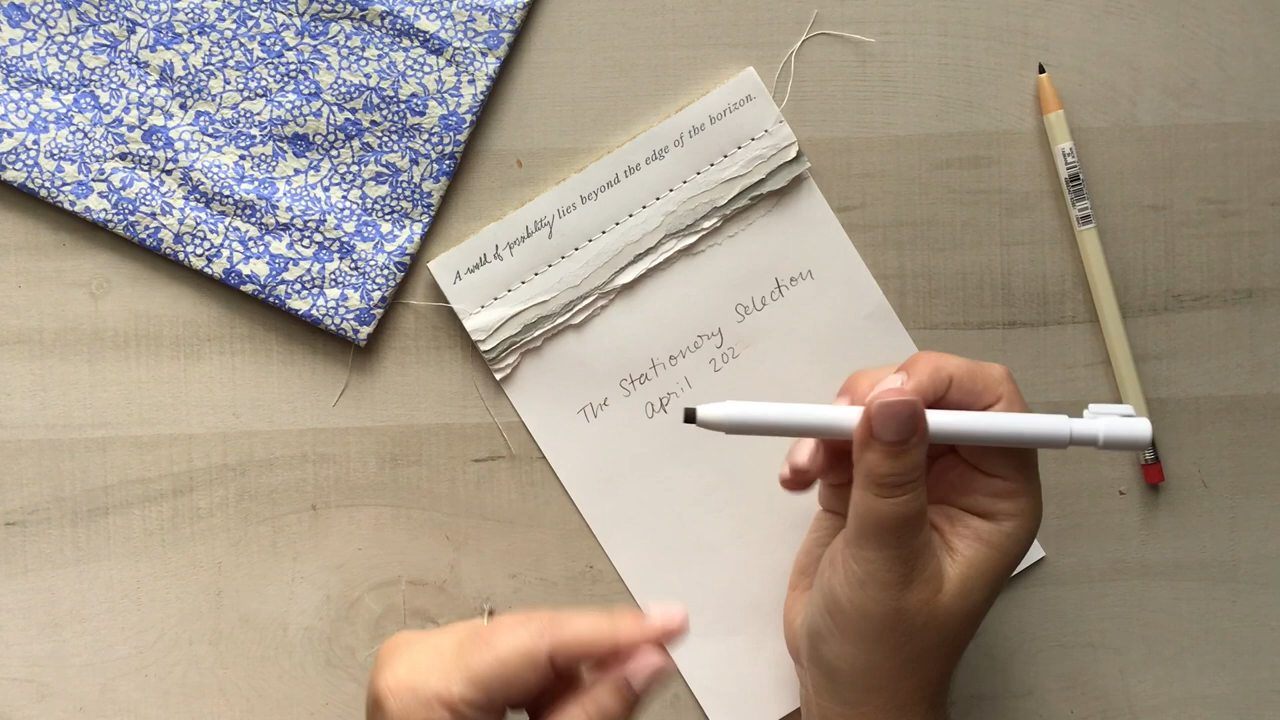 A world of possibility lies beyond the edge of the horizon.
The Stationery Selection
april 202